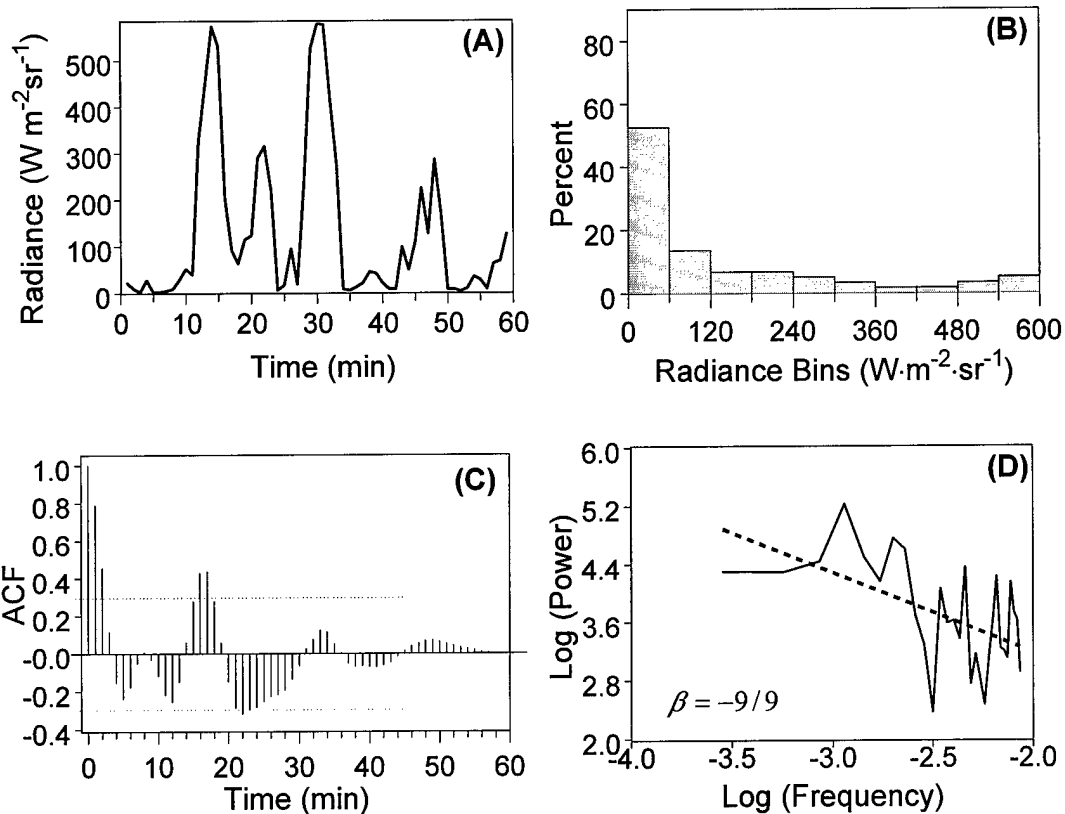 (A)
Radiance (W m⁻²sr⁻¹)
500
400
300
200
100
0
0 10 20 30 40 50 60
Time (min)
(B)
Percent
80
60
40
20
0
0 120 240 360 480 600
Radiance Bins (W·m⁻²·sr⁻¹)
(C)
ACF
1.0
0.8
0.6
0.4
0.2
-0.0
-0.2
-0.4
0 10 20 30 40 50 60
Time (min)
(D)
Log (Power)
6.0
5.2
4.4
3.6
2.8
2.0
β = −9/9
-4.0 -3.5 -3.0 -2.5 -2.0
Log (Frequency)